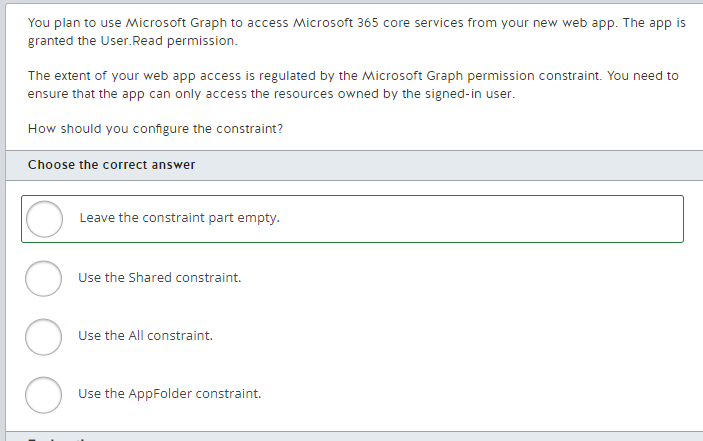 You plan to use Microsoft Graph to access Microsoft 365 core services from your new web app. The app is
granted the User.Read permission.
The extent of your web app access is regulated by the Microsoft Graph permission constraint. You need to
ensure that the app can only access the resources owned by the signed-in user.
How should you configure the constraint?
Choose the correct answer
Leave the constraint part empty.
Use the Shared constraint.
Use the All constraint.
Use the AppFolder constraint.